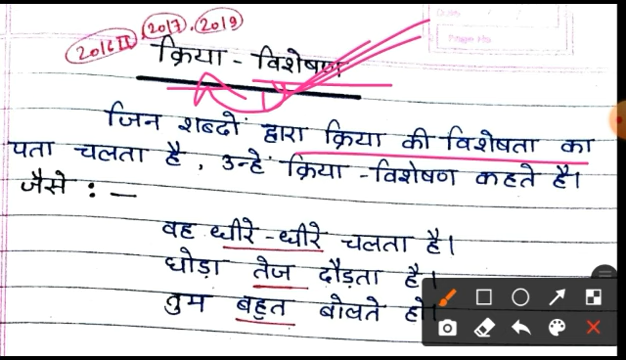 2016 II, 2017, 2019
क्रिया - विशेषण
जिन शब्दों द्वारा क्रिया की विशेषता का
पता चलता है, उन्हें क्रिया - विशेषण कहते है।
जैसे : —
वह धीरे - धीरे चलता है।
घोड़ा तेज दौड़ता है।
तुम बहुत बोलते हो।